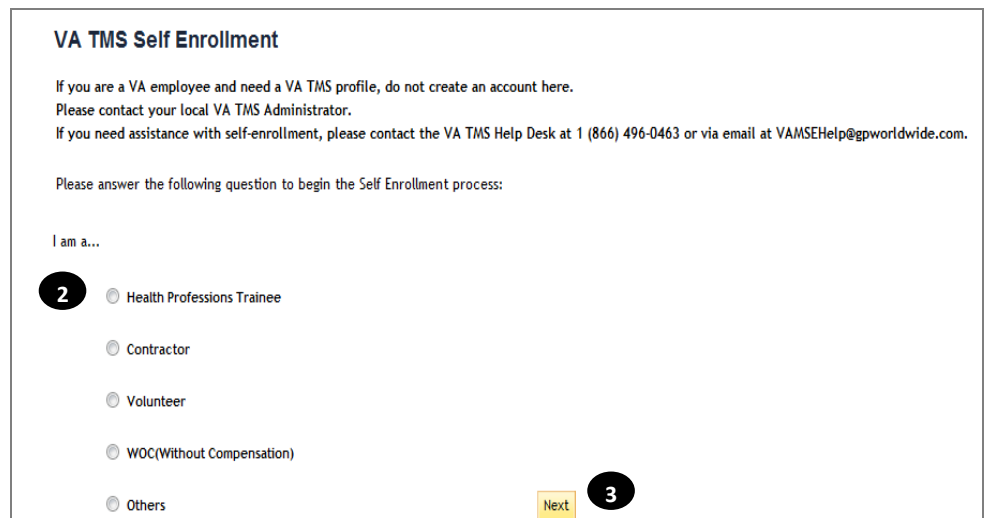 VA TMS Self Enrollment
If you are a VA employee and need a VA TMS profile, do not create an account here.
Please contact your local VA TMS Administrator.
If you need assistance with self-enrollment, please contact the VA TMS Help Desk at 1 (866) 496-0463 or via email at VAMSEHelp@gpworldwide.com.
Please answer the following question to begin the Self Enrollment process:
I am a...
2 Health Professions Trainee
Contractor
Volunteer
WOC(Without Compensation)
Others Next 3